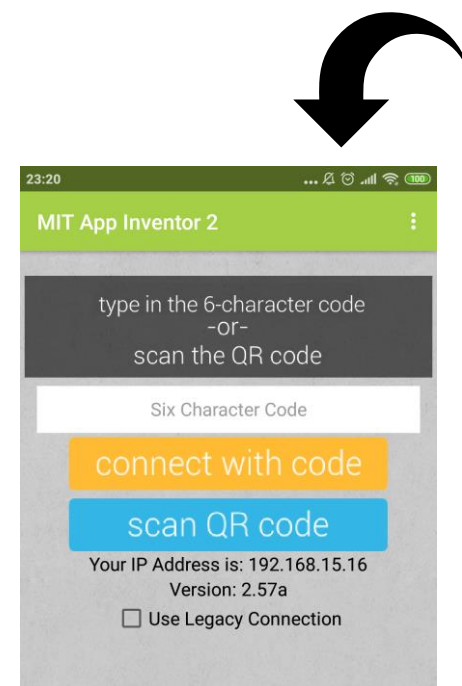 23:20
100
MIT App Inventor 2
type in the 6-character code
-or-
scan the QR code
Six Character Code
connect with code
scan QR code
Your IP Address is: 192.168.15.16
Version: 2.57a
Use Legacy Connection